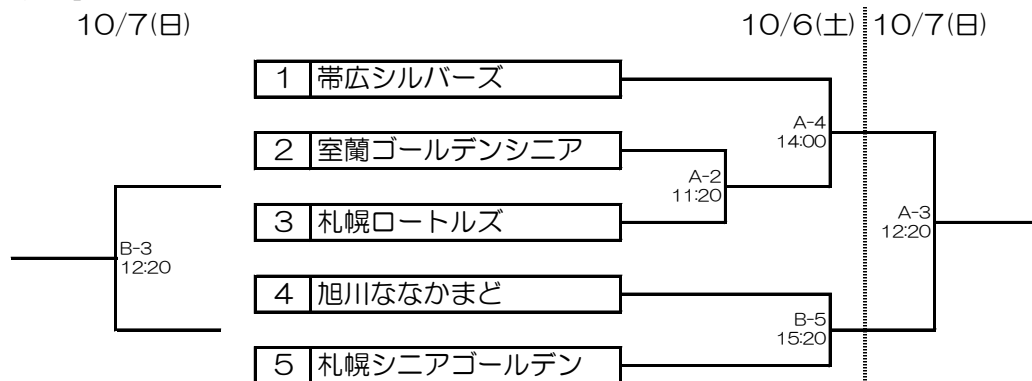 10/7(日)
10/6(土)
10/7(日)
1 帯広シルバーズ
A-4
14:00
2 室蘭ゴールデンシニア
A-2
11:20
3 札幌ロートルズ
A-3
12:20
B-3
12:20
4 旭川ななかまど
B-5
15:20
5 札幌シニアゴールデン